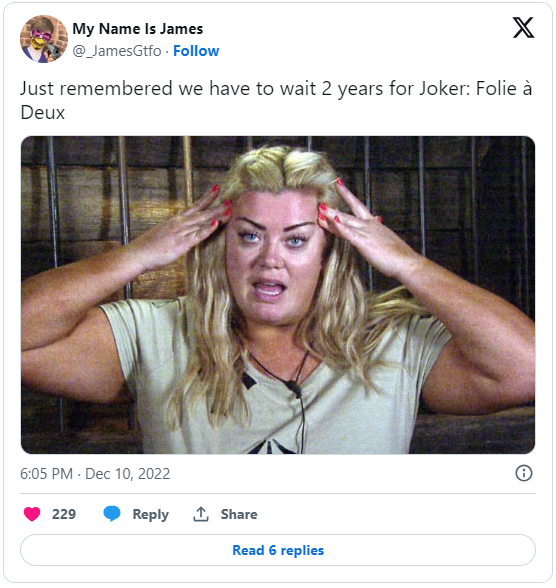 My Name Is James
@_JamesGtfo · Follow
Just remembered we have to wait 2 years for Joker: Folie à
Deux
6:05 PM · Dec 10, 2022
229 Reply Share
Read 6 replies